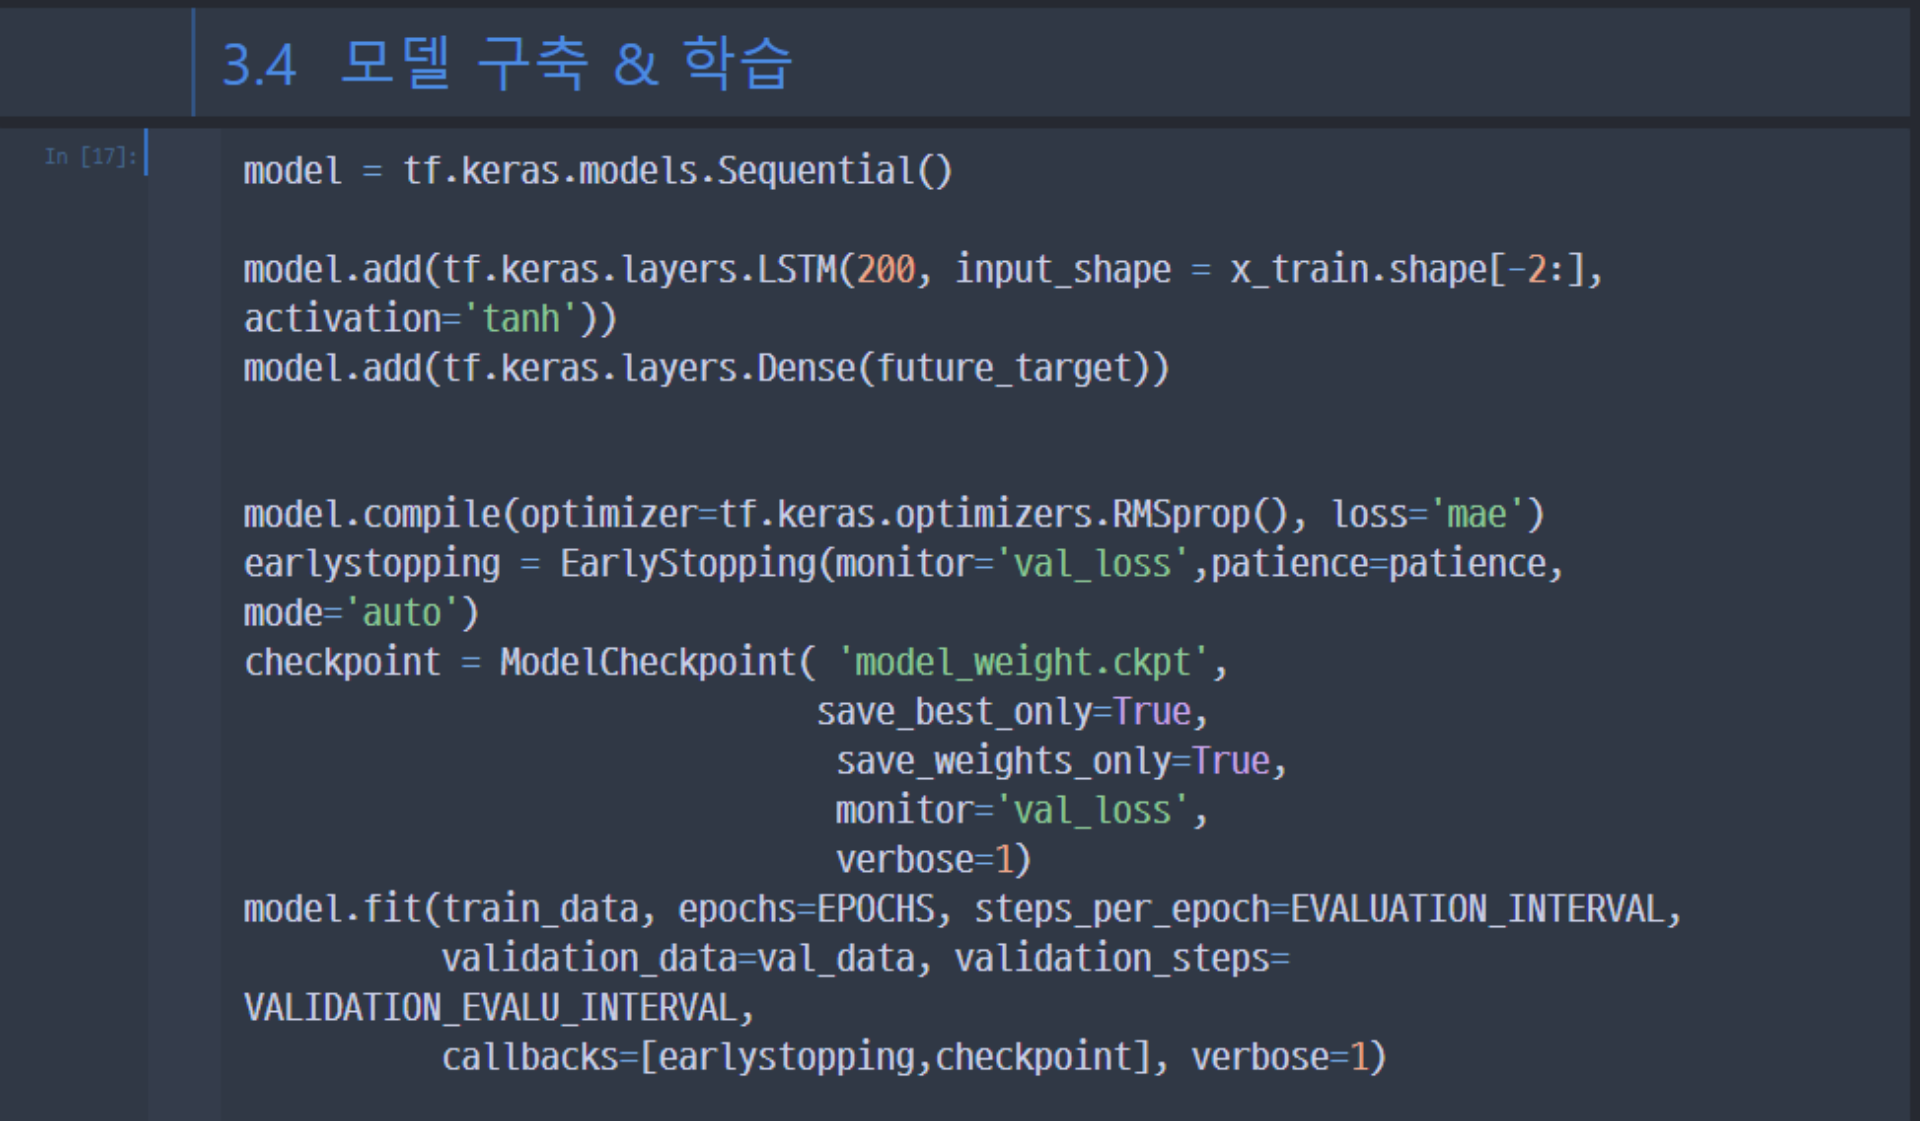 3.4 모델 구축 & 학습
In [17]:
model = tf.keras.models.Sequential()
model.add(tf.keras.layers.LSTM(200, input_shape = x_train.shape[-2:],
activation='tanh'))
model.add(tf.keras.layers.Dense(future_target))
model.compile(optimizer=tf.keras.optimizers.RMSprop(), loss='mae')
earlystopping = EarlyStopping(monitor='val_loss',patience=patience,
mode='auto')
checkpoint = ModelCheckpoint( 'model_weight.ckpt',
save_best_only=True,
save_weights_only=True,
monitor='val_loss',
verbose=1)
model.fit(train_data, epochs=EPOCHS, steps_per_epoch=EVALUATION_INTERVAL,
validation_data=val_data, validation_steps=
VALIDATION_EVALU_INTERVAL,
callbacks=[earlystopping,checkpoint], verbose=1)